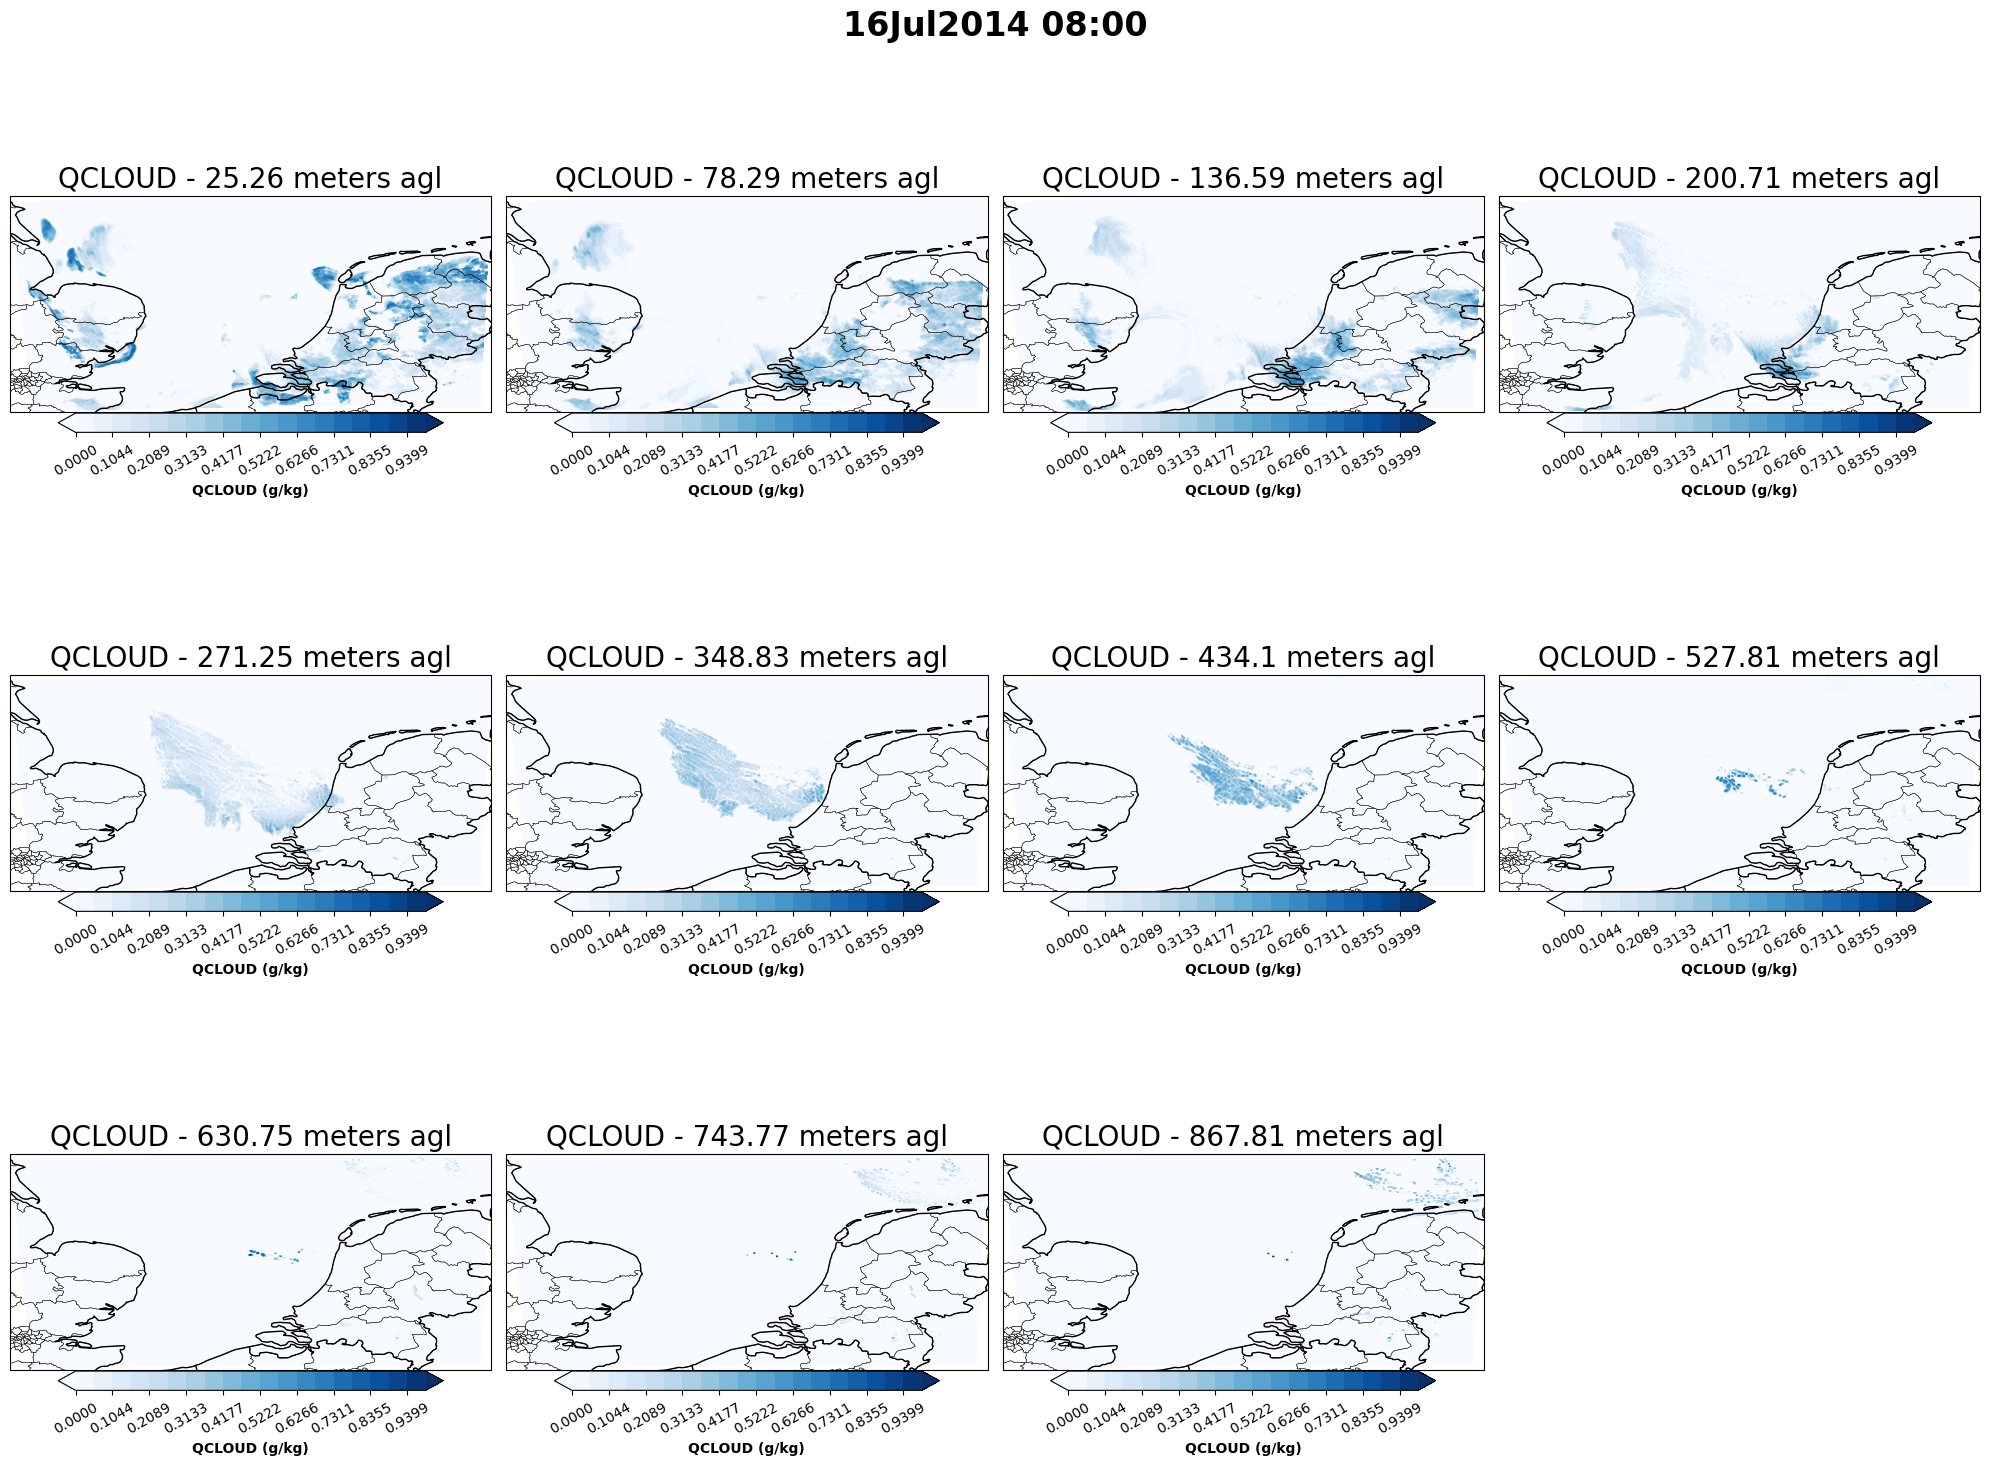 16Jul2014 08:00
QCLOUD - 25.26 meters agl
0.0000 0.1044 0.2089 0.3133 0.4177 0.5222 0.6266 0.7311 0.8355 0.9399
QCLOUD (g/kg)
QCLOUD - 78.29 meters agl
0.0000 0.1044 0.2089 0.3133 0.4177 0.5222 0.6266 0.7311 0.8355 0.9399
QCLOUD (g/kg)
QCLOUD - 136.59 meters agl
0.0000 0.1044 0.2089 0.3133 0.4177 0.5222 0.6266 0.7311 0.8355 0.9399
QCLOUD (g/kg)
QCLOUD - 200.71 meters agl
0.0000 0.1044 0.2089 0.3133 0.4177 0.5222 0.6266 0.7311 0.8355 0.9399
QCLOUD (g/kg)
QCLOUD - 271.25 meters agl
0.0000 0.1044 0.2089 0.3133 0.4177 0.5222 0.6266 0.7311 0.8355 0.9399
QCLOUD (g/kg)
QCLOUD - 348.83 meters agl
0.0000 0.1044 0.2089 0.3133 0.4177 0.5222 0.6266 0.7311 0.8355 0.9399
QCLOUD (g/kg)
QCLOUD - 434.1 meters agl
0.0000 0.1044 0.2089 0.3133 0.4177 0.5222 0.6266 0.7311 0.8355 0.9399
QCLOUD (g/kg)
QCLOUD - 527.81 meters agl
0.0000 0.1044 0.2089 0.3133 0.4177 0.5222 0.6266 0.7311 0.8355 0.9399
QCLOUD (g/kg)
QCLOUD - 630.75 meters agl
0.0000 0.1044 0.2089 0.3133 0.4177 0.5222 0.6266 0.7311 0.8355 0.9399
QCLOUD (g/kg)
QCLOUD - 743.77 meters agl
0.0000 0.1044 0.2089 0.3133 0.4177 0.5222 0.6266 0.7311 0.8355 0.9399
QCLOUD (g/kg)
QCLOUD - 867.81 meters agl
0.0000 0.1044 0.2089 0.3133 0.4177 0.5222 0.6266 0.7311 0.8355 0.9399
QCLOUD (g/kg)